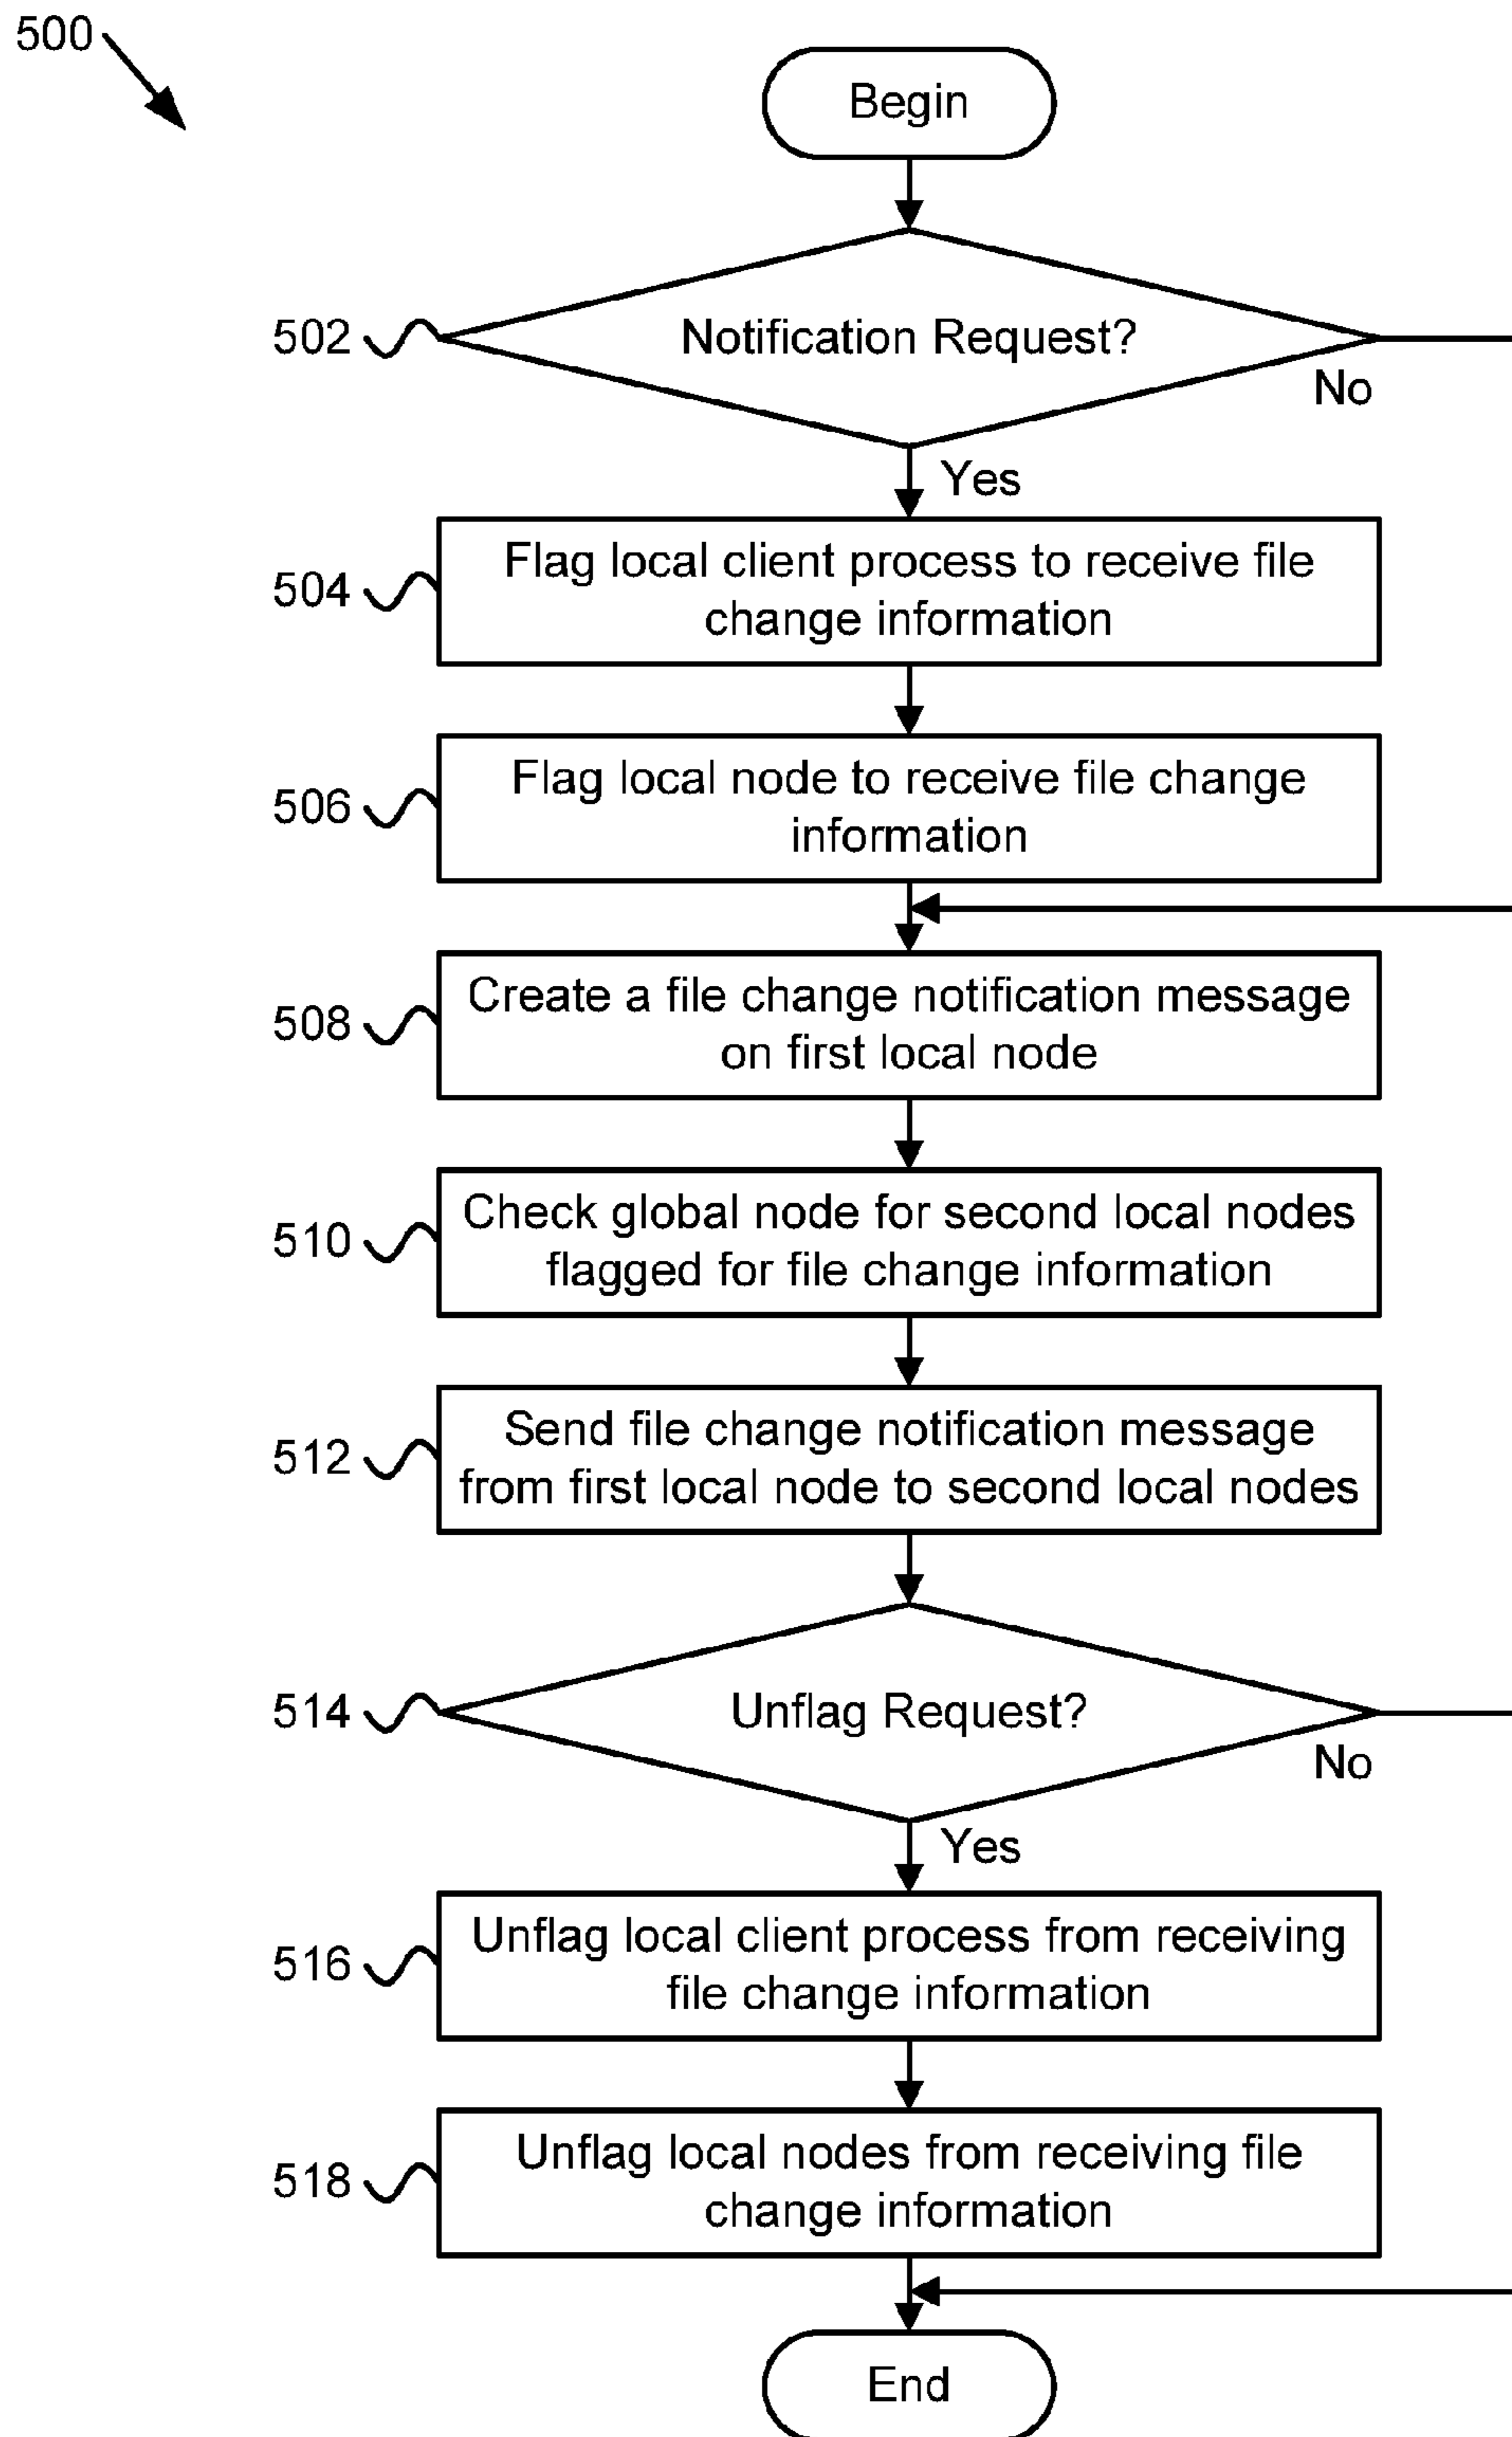 500
Begin
502
Notification Request?
No
Yes
504
Flag local client process to receive file
change information
506
Flag local node to receive file change
information
508
Create a file change notification message
on first local node
510
Check global node for second local nodes
flagged for file change information
512
Send file change notification message
from first local node to second local nodes
514
Unflag Request?
No
Yes
516
Unflag local client process from receiving
file change information
518
Unflag local nodes from receiving file
change information
End